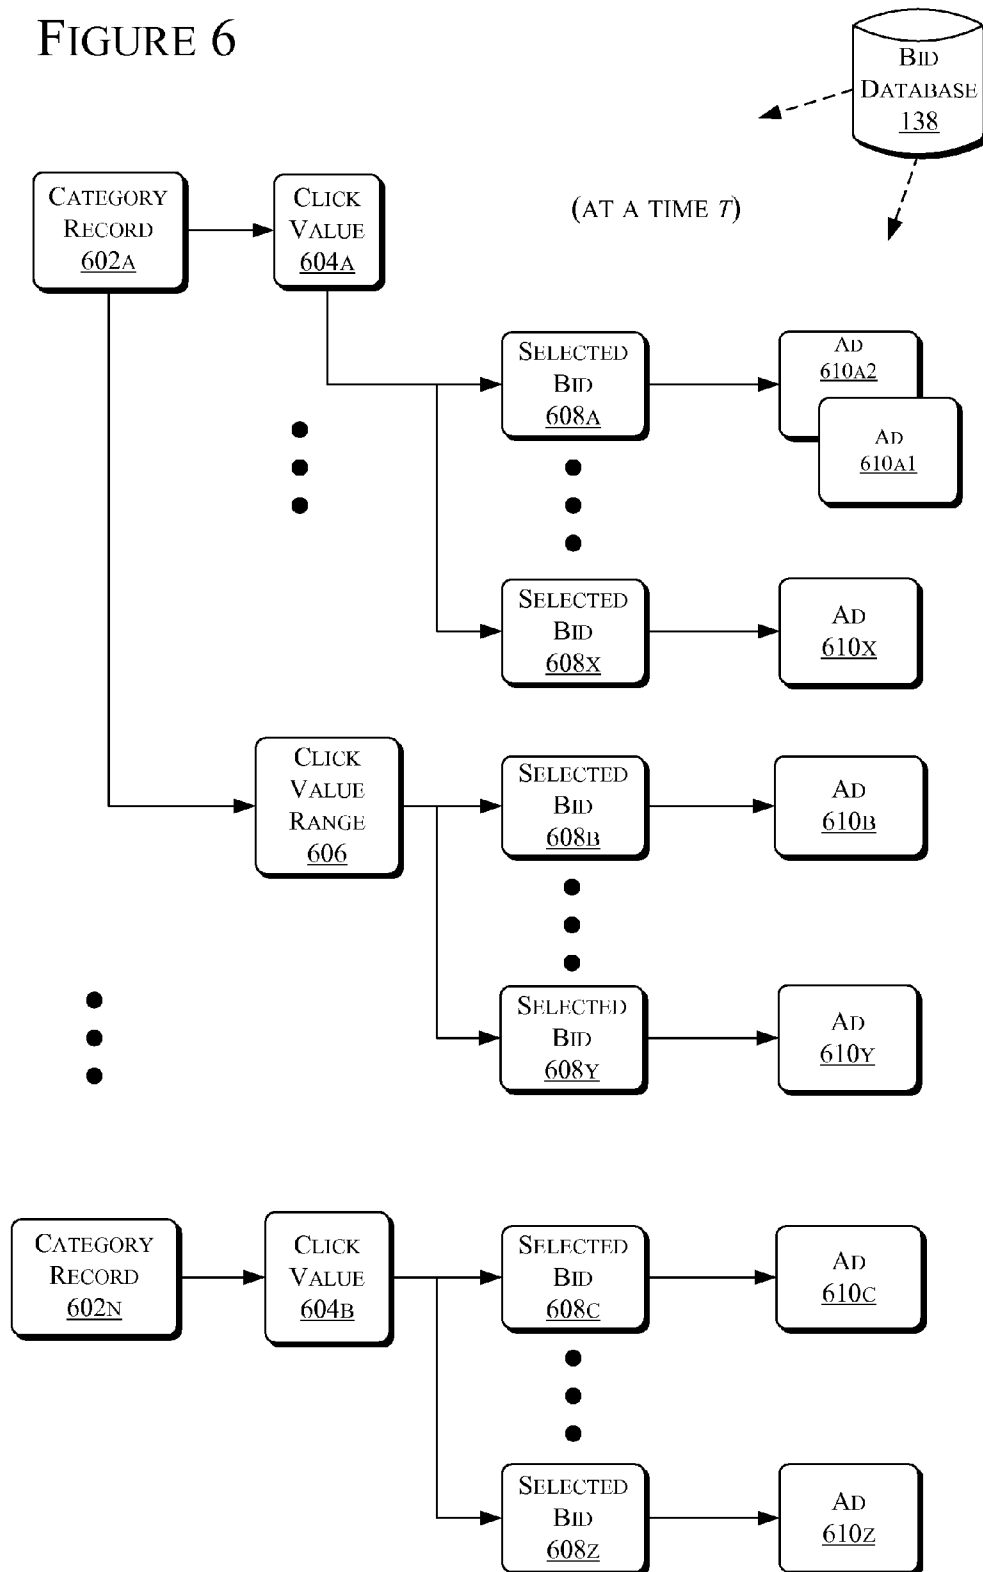 FIGURE 6
BID
DATABASE
138
(AT A TIME T)
CATEGORY
RECORD
602A
CLICK
VALUE
604A
SELECTED
BID
608A
AD
610A2
AD
610A1
SELECTED
BID
608X
AD
610X
CLICK
VALUE
RANGE
606
SELECTED
BID
608B
AD
610B
SELECTED
BID
608Y
AD
610Y
CATEGORY
RECORD
602N
CLICK
VALUE
604B
SELECTED
BID
608C
AD
610C
SELECTED
BID
608Z
AD
610Z